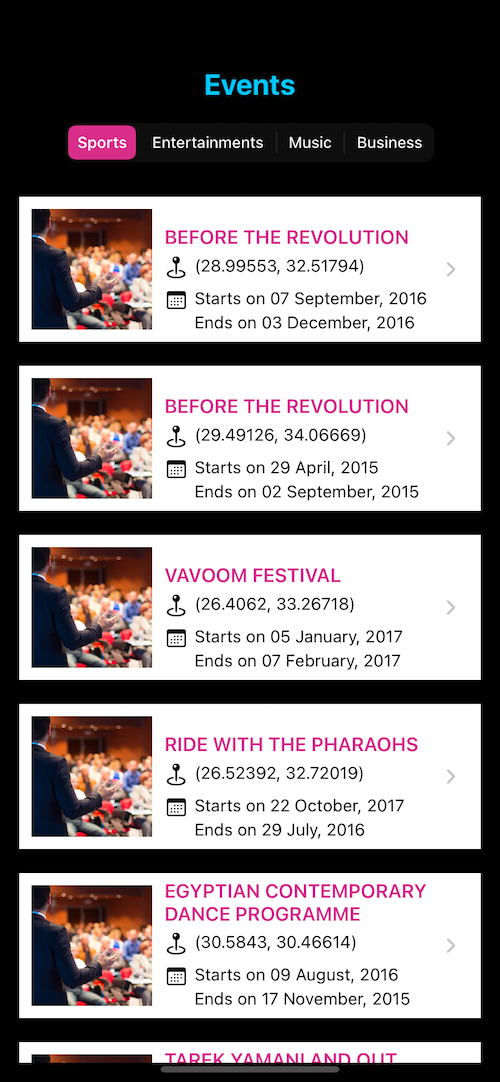 Events
Sports Entertainments Music Business
BEFORE THE REVOLUTION
(28.99553, 32.51794)
Starts on 07 September, 2016
Ends on 03 December, 2016
BEFORE THE REVOLUTION
(29.49126, 34.06669)
Starts on 29 April, 2015
Ends on 02 September, 2015
VAVOOM FESTIVAL
(26.4062, 33.26718)
Starts on 05 January, 2017
Ends on 07 February, 2017
RIDE WITH THE PHARAOHS
(26.52392, 32.72019)
Starts on 22 October, 2017
Ends on 29 July, 2016
EGYPTIAN CONTEMPORARY
DANCE PROGRAMME
(30.5843, 30.46614)
Starts on 09 August, 2016
Ends on 17 November, 2015
TAREK YAMANI AND OUT